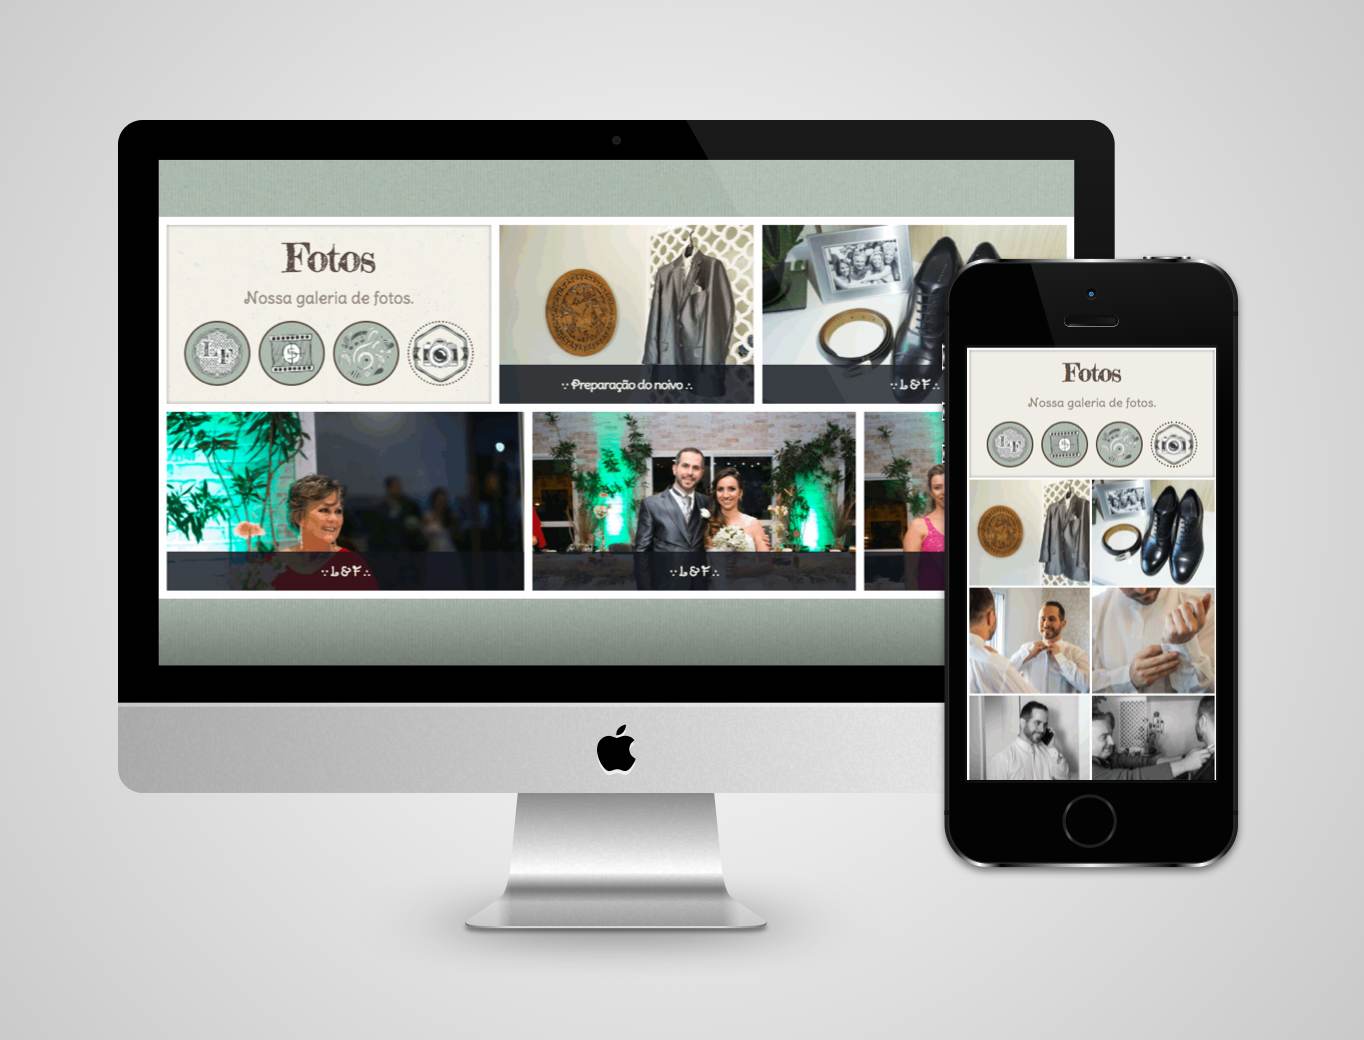 Fotos
Nossa galeria de fotos.
LF
$
∵ Preparação do noivo ∴
∵ L & F ∴
∵ L & F ∴
∵ L & F ∴
Fotos
Nossa galeria de fotos.
LF
$